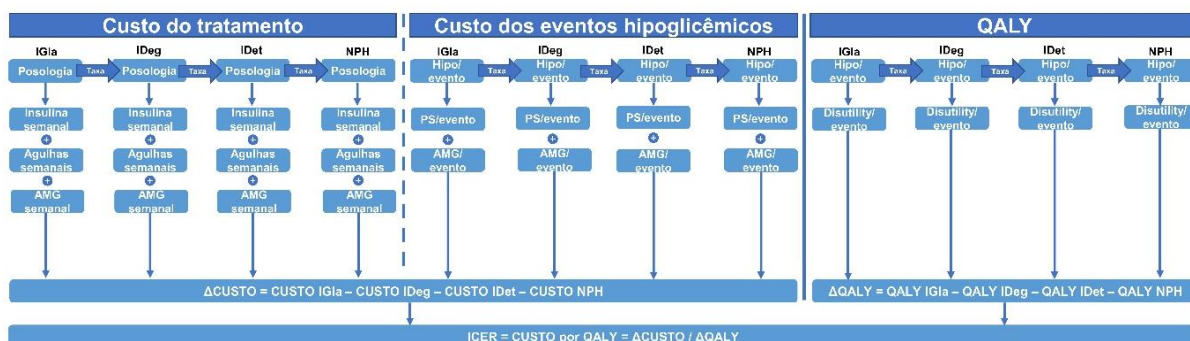 Custo do tratamento
Custo dos eventos hipoglicêmicos
QALY
IGla
IDeg
IDet
NPH
IGla
IDeg
IDet
NPH
IGla
IDeg
IDet
NPH
Posologia
Taxa
Posologia
Taxa
Posologia
Taxa
Posologia
Hipo/
evento
Taxa
Hipo/
evento
Taxa
Hipo/
evento
Taxa
Hipo/
evento
Hipo/
evento
Taxa
Hipo/
evento
Taxa
Hipo/
evento
Taxa
Hipo/
evento
Insulina
semanal
Insulina
semanal
Insulina
semanal
Insulina
semanal
PS/evento
PS/evento
PS/evento
PS/evento
Disutility/
evento
Disutility/
evento
Disutility/
evento
Disutility/
evento
+
+
+
+
+
+
+
+
Agulhas
semanais
Agulhas
semanais
Agulhas
semanais
Agulhas
semanais
AMG/
evento
AMG/
evento
AMG/
evento
AMG/
evento
+
+
+
+
AMG
semanal
AMG
semanal
AMG
semanal
AMG
semanal
ΔCUSTO = CUSTO IGla – CUSTO IDeg – CUSTO IDet – CUSTO NPH
ΔQALY = QALY IGla – QALY IDeg – QALY IDet – QALY NPH
ICER = CUSTO por QALY = ΔCUSTO / ΔQALY